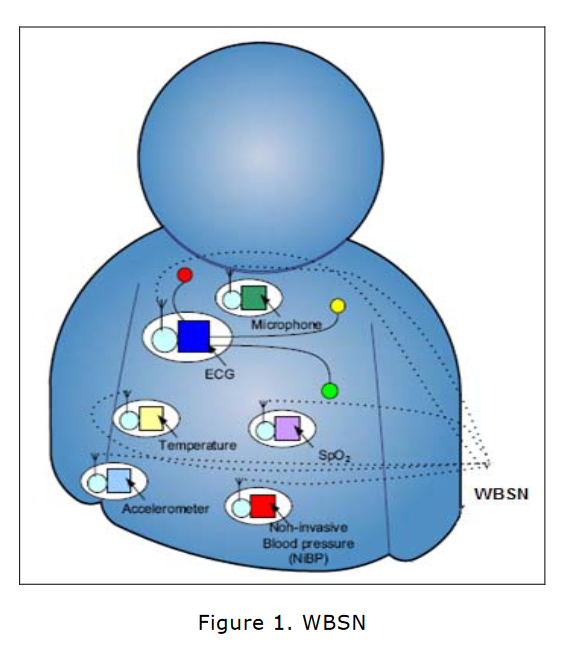 Microphone
ECG
Temperature
SpO₂
WBSN
Accelerometer
Non-invasive
Blood pressure
(NiBP)
Figure 1. WBSN